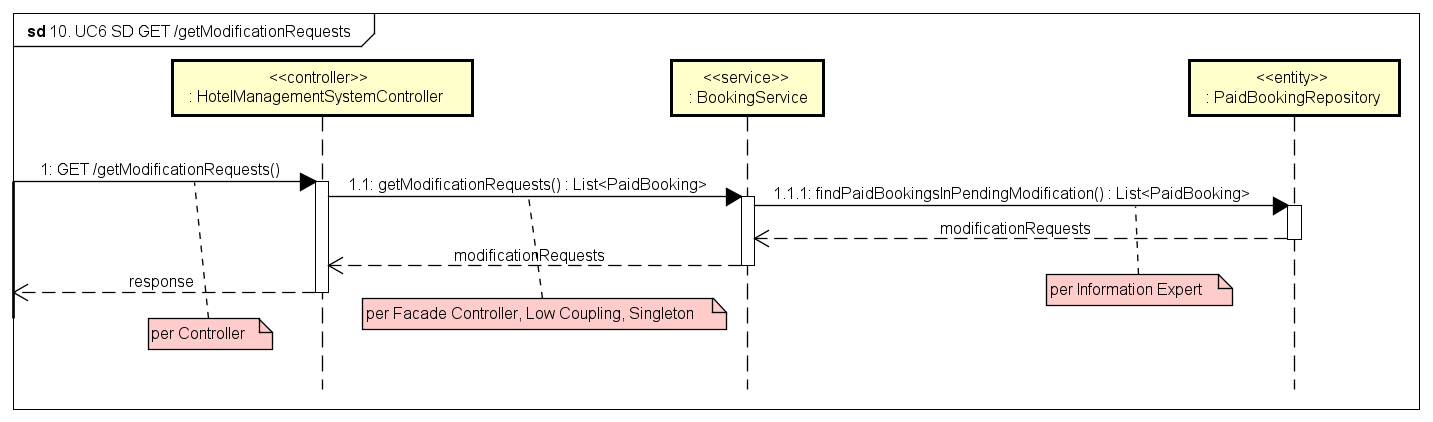 sd 10. UC6 SD GET /getModificationRequests
<<controller>>
: HotelManagementSystemController
<<service>>
: BookingService
<<entity>>
: PaidBookingRepository
1: GET /getModificationRequests()
1.1: getModificationRequests() : List<PaidBooking>
1.1.1: findPaidBookingsInPendingModification() : List<PaidBooking>
modificationRequests
modificationRequests
response
per Information Expert
per Facade Controller, Low Coupling, Singleton
per Controller